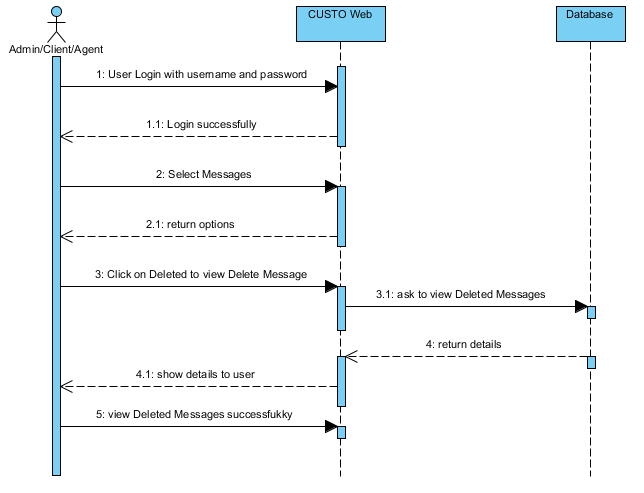 CUSTO Web
Database
Admin/Client/Agent
1: User Login with username and password
1.1: Login successfully
2: Select Messages
2.1: return options
3: Click on Deleted to view Delete Message
3.1: ask to view Deleted Messages
4: return details
4.1: show details to user
5: view Deleted Messages successfukky